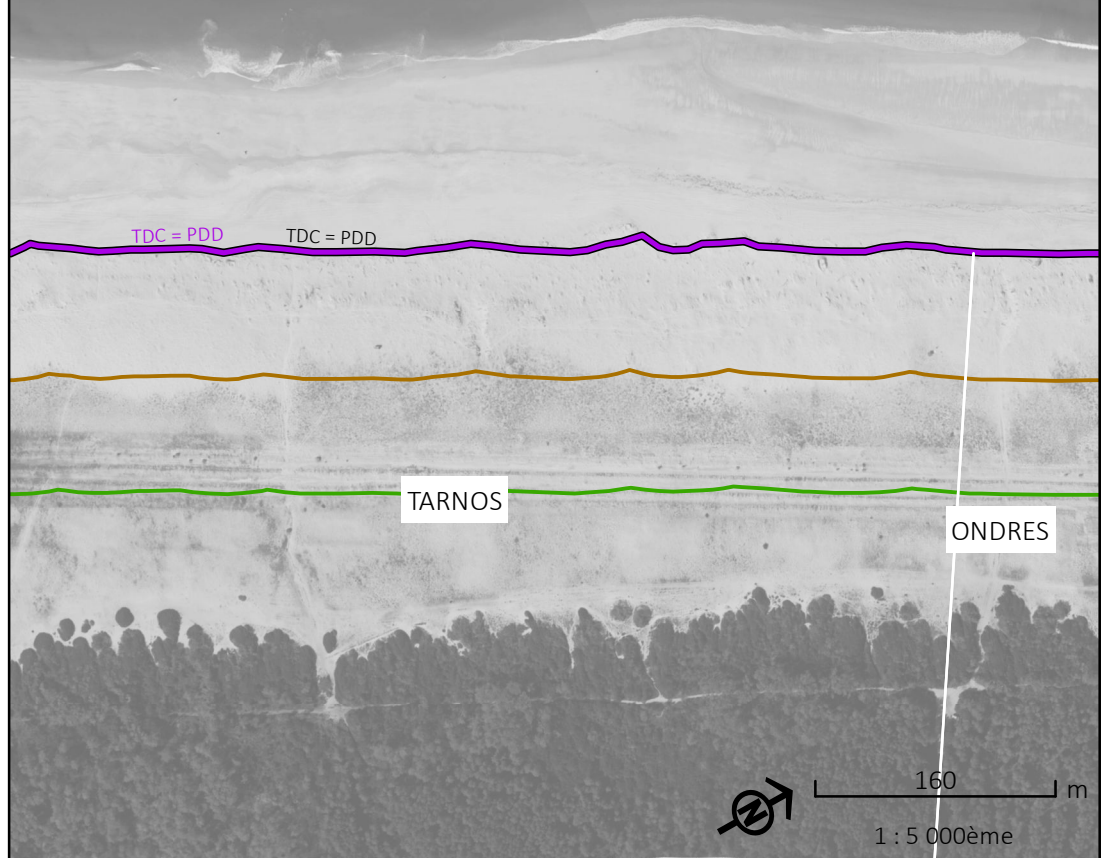 TDC = PDD
TDC = PDD
TARNOS
ONDRES
N
160
m
1 : 5 000ème